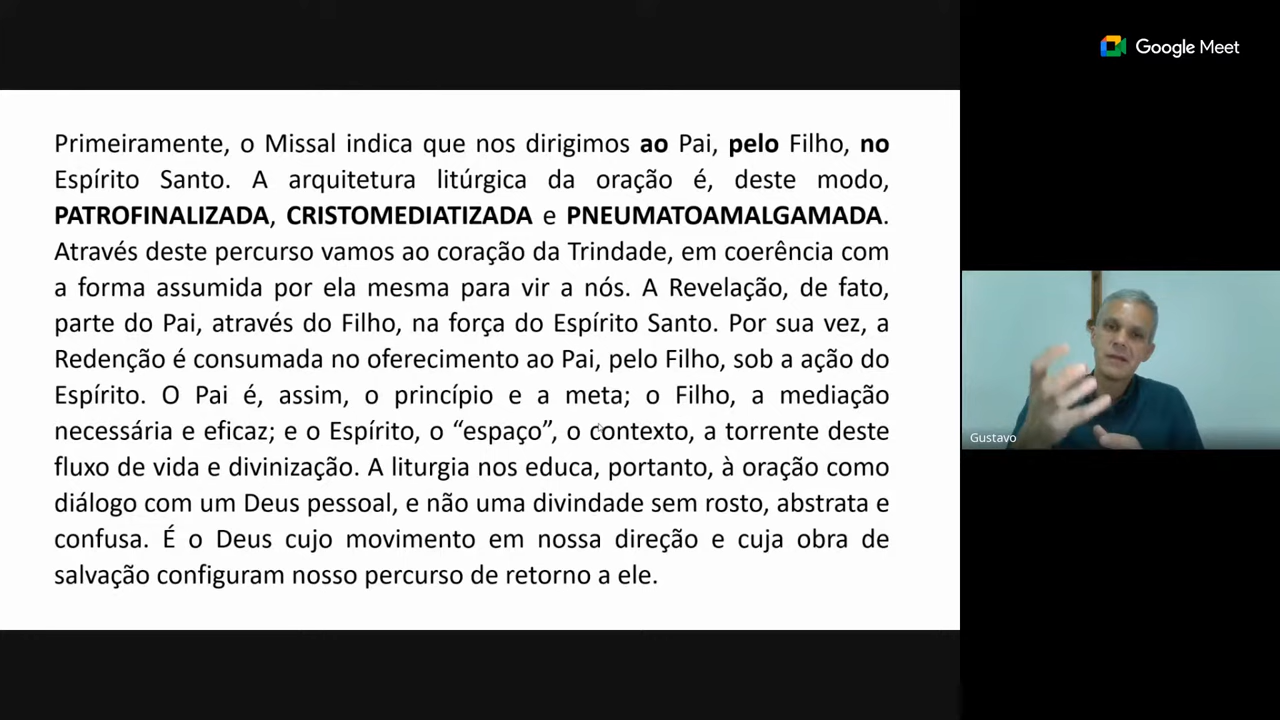 Google Meet
Primeiramente, o Missal indica que nos dirigimos ao Pai, pelo Filho, no
Espírito Santo. A arquitetura litúrgica da oração é, deste modo,
PATROFINALIZADA, CRISTOMEDIATIZADA e PNEUMATOAMALGAMADA.
Através deste percurso vamos ao coração da Trindade, em coerência com
a forma assumida por ela mesma para vir a nós. A Revelação, de fato,
parte do Pai, através do Filho, na força do Espírito Santo. Por sua vez, a
Redenção é consumada no oferecimento ao Pai, pelo Filho, sob a ação do
Espírito. O Pai é, assim, o princípio e a meta; o Filho, a mediação
necessária e eficaz; e o Espírito, o “espaço”, o contexto, a torrente deste
fluxo de vida e divinização. A liturgia nos educa, portanto, à oração como
diálogo com um Deus pessoal, e não uma divindade sem rosto, abstrata e
confusa. É o Deus cujo movimento em nossa direção e cuja obra de
salvação configuram nosso percurso de retorno a ele.
Gustavo